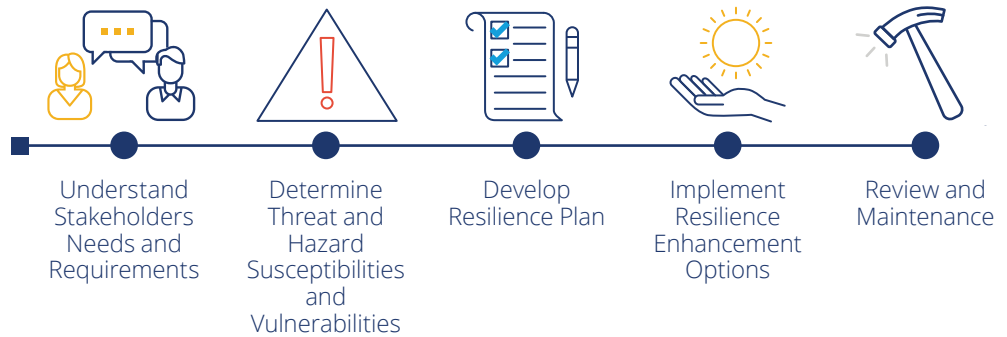 Understand
Stakeholders
Needs and
Requirements
Determine
Threat and
Hazard
Susceptibilities
and
Vulnerabilities
Develop
Resilience Plan
Implement
Resilience
Enhancement
Options
Review and
Maintenance